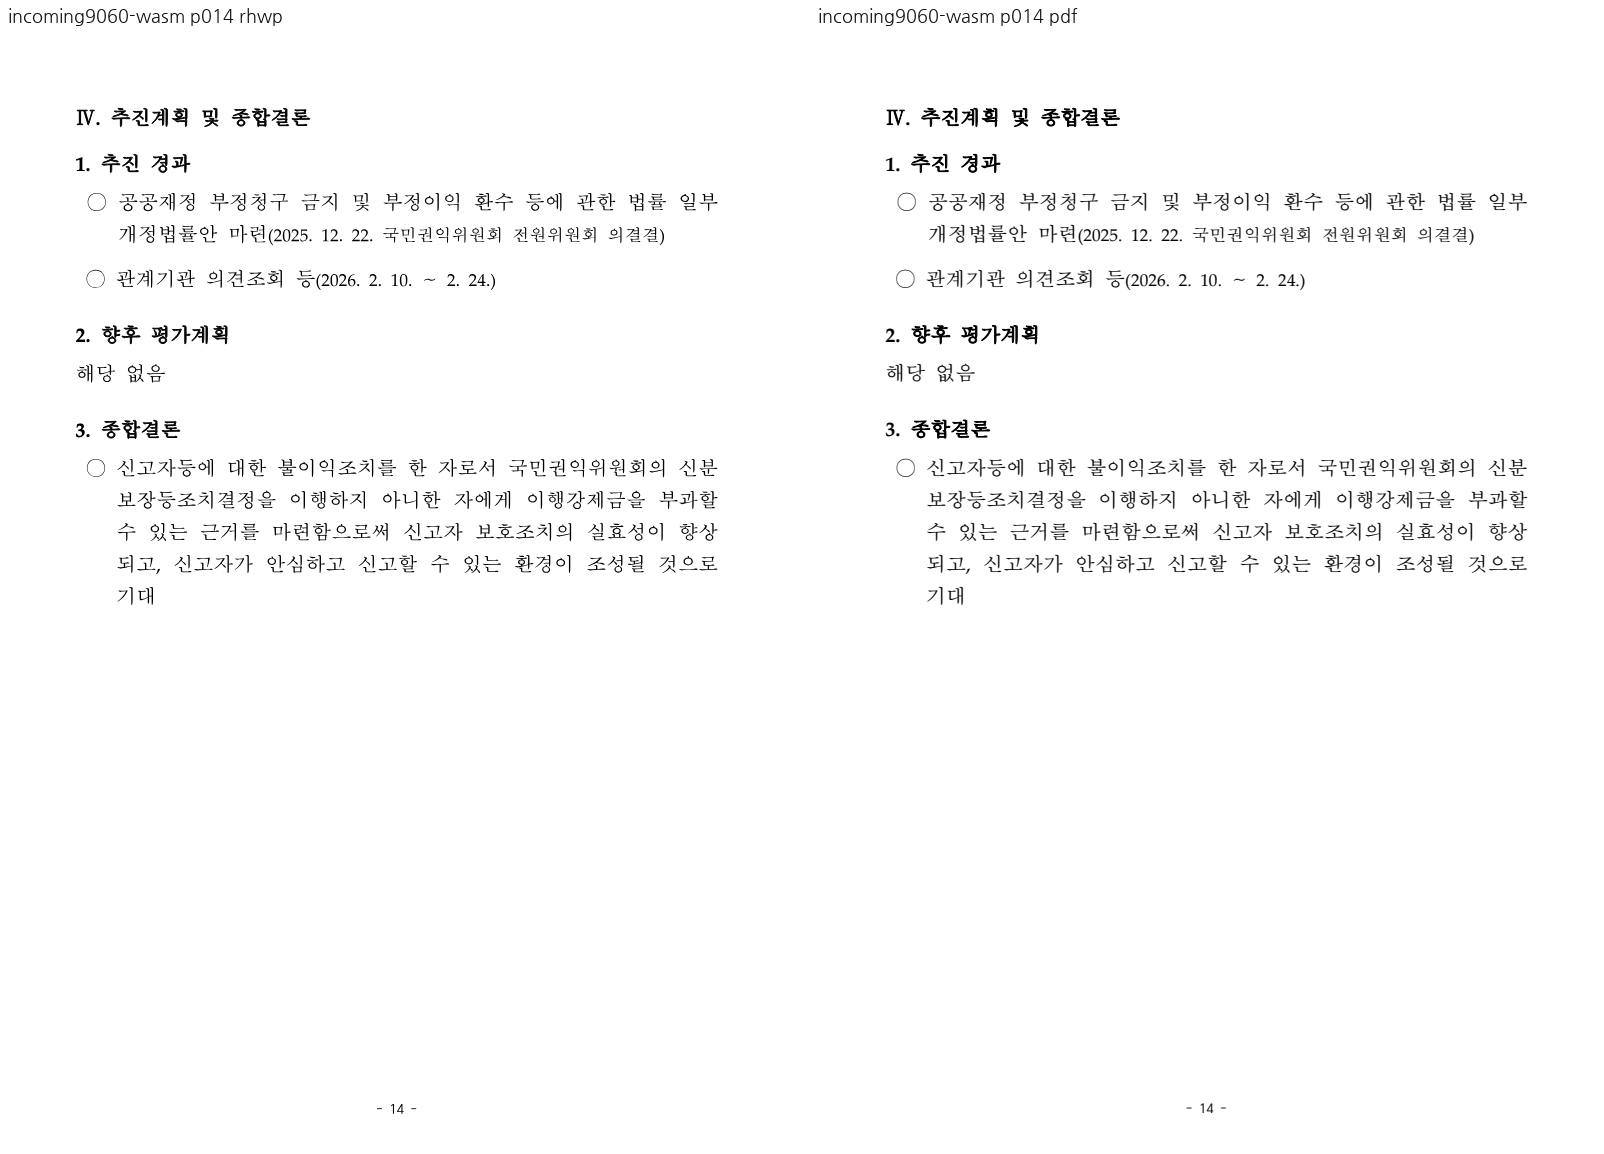 incoming9060-wasm p014 rhwp
Ⅳ. 추진계획 및 종합결론
1. 추진 경과
○ 공공재정 부정청구 금지 및 부정이익 환수 등에 관한 법률 일부
개정법률안 마련(2025. 12. 22. 국민권익위원회 전원위원회 의결결)
○ 관계기관 의견조회 등(2026. 2. 10. ~ 2. 24.)
2. 향후 평가계획
해당 없음
3. 종합결론
○ 신고자등에 대한 불이익조치를 한 자로서 국민권익위원회의 신분
보장등조치결정을 이행하지 아니한 자에게 이행강제금을 부과할
수 있는 근거를 마련함으로써 신고자 보호조치의 실효성이 향상
되고, 신고자가 안심하고 신고할 수 있는 환경이 조성될 것으로
기대
- 14 -
incoming9060-wasm p014 pdf
Ⅳ. 추진계획 및 종합결론
1. 추진 경과
○ 공공재정 부정청구 금지 및 부정이익 환수 등에 관한 법률 일부
개정법률안 마련(2025. 12. 22. 국민권익위원회 전원위원회 의결결)
○ 관계기관 의견조회 등(2026. 2. 10. ~ 2. 24.)
2. 향후 평가계획
해당 없음
3. 종합결론
○ 신고자등에 대한 불이익조치를 한 자로서 국민권익위원회의 신분
보장등조치결정을 이행하지 아니한 자에게 이행강제금을 부과할
수 있는 근거를 마련함으로써 신고자 보호조치의 실효성이 향상
되고, 신고자가 안심하고 신고할 수 있는 환경이 조성될 것으로
기대
- 14 -